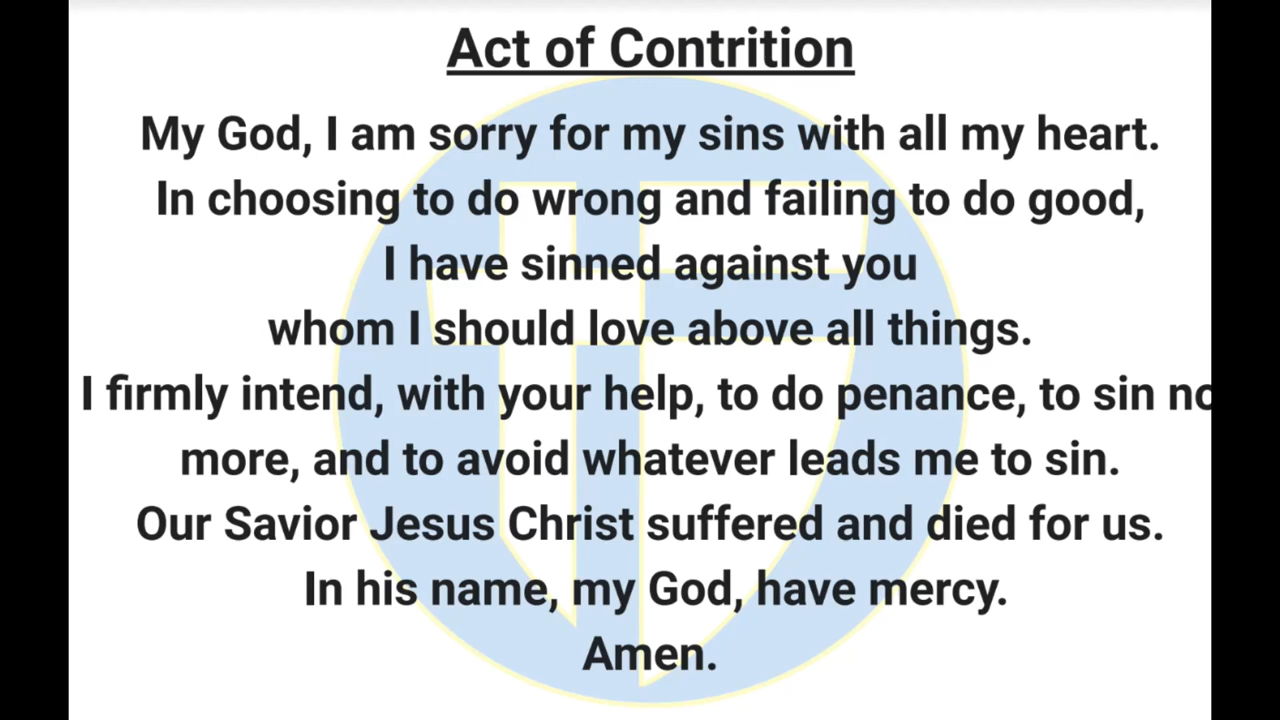 Act of Contrition
My God, I am sorry for my sins with all my heart.
In choosing to do wrong and failing to do good,
I have sinned against you
whom I should love above all things.
I firmly intend, with your help, to do penance, to sin no
more, and to avoid whatever leads me to sin.
Our Savior Jesus Christ suffered and died for us.
In his name, my God, have mercy.
Amen.